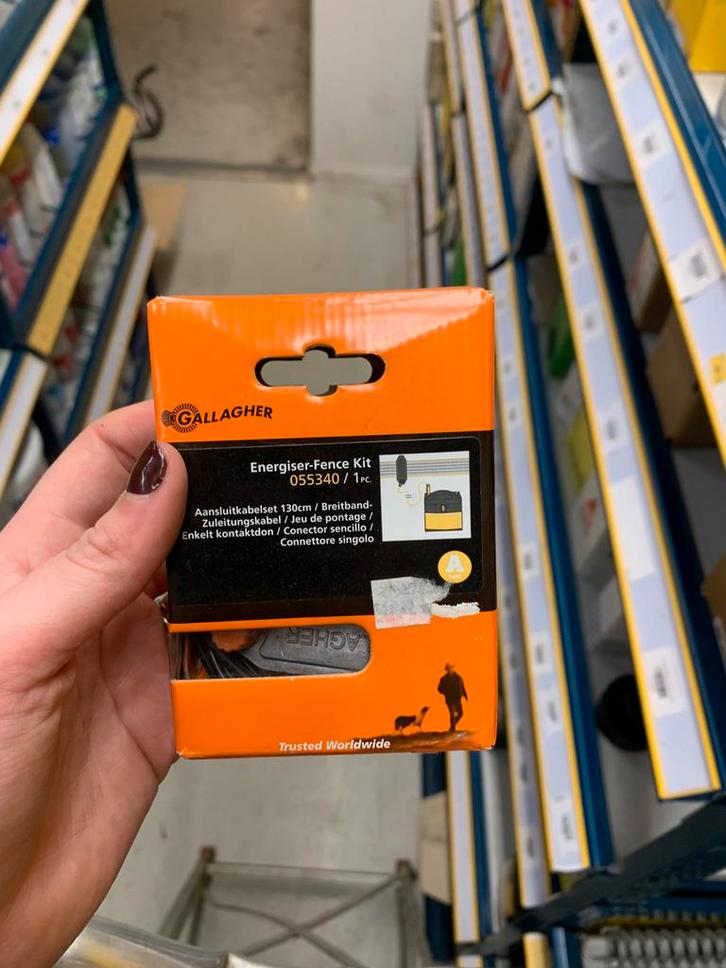 GALLAGHER
Energiser-Fence Kit
055340 / 1PC.
Aansluitkabelset 130cm / Breitband-
Zuleitungskabel / Jeu de pontage /
Enkelt kontaktdon / Conector sencillo /
Connettore singolo
A
AGHER
Trusted Worldwide